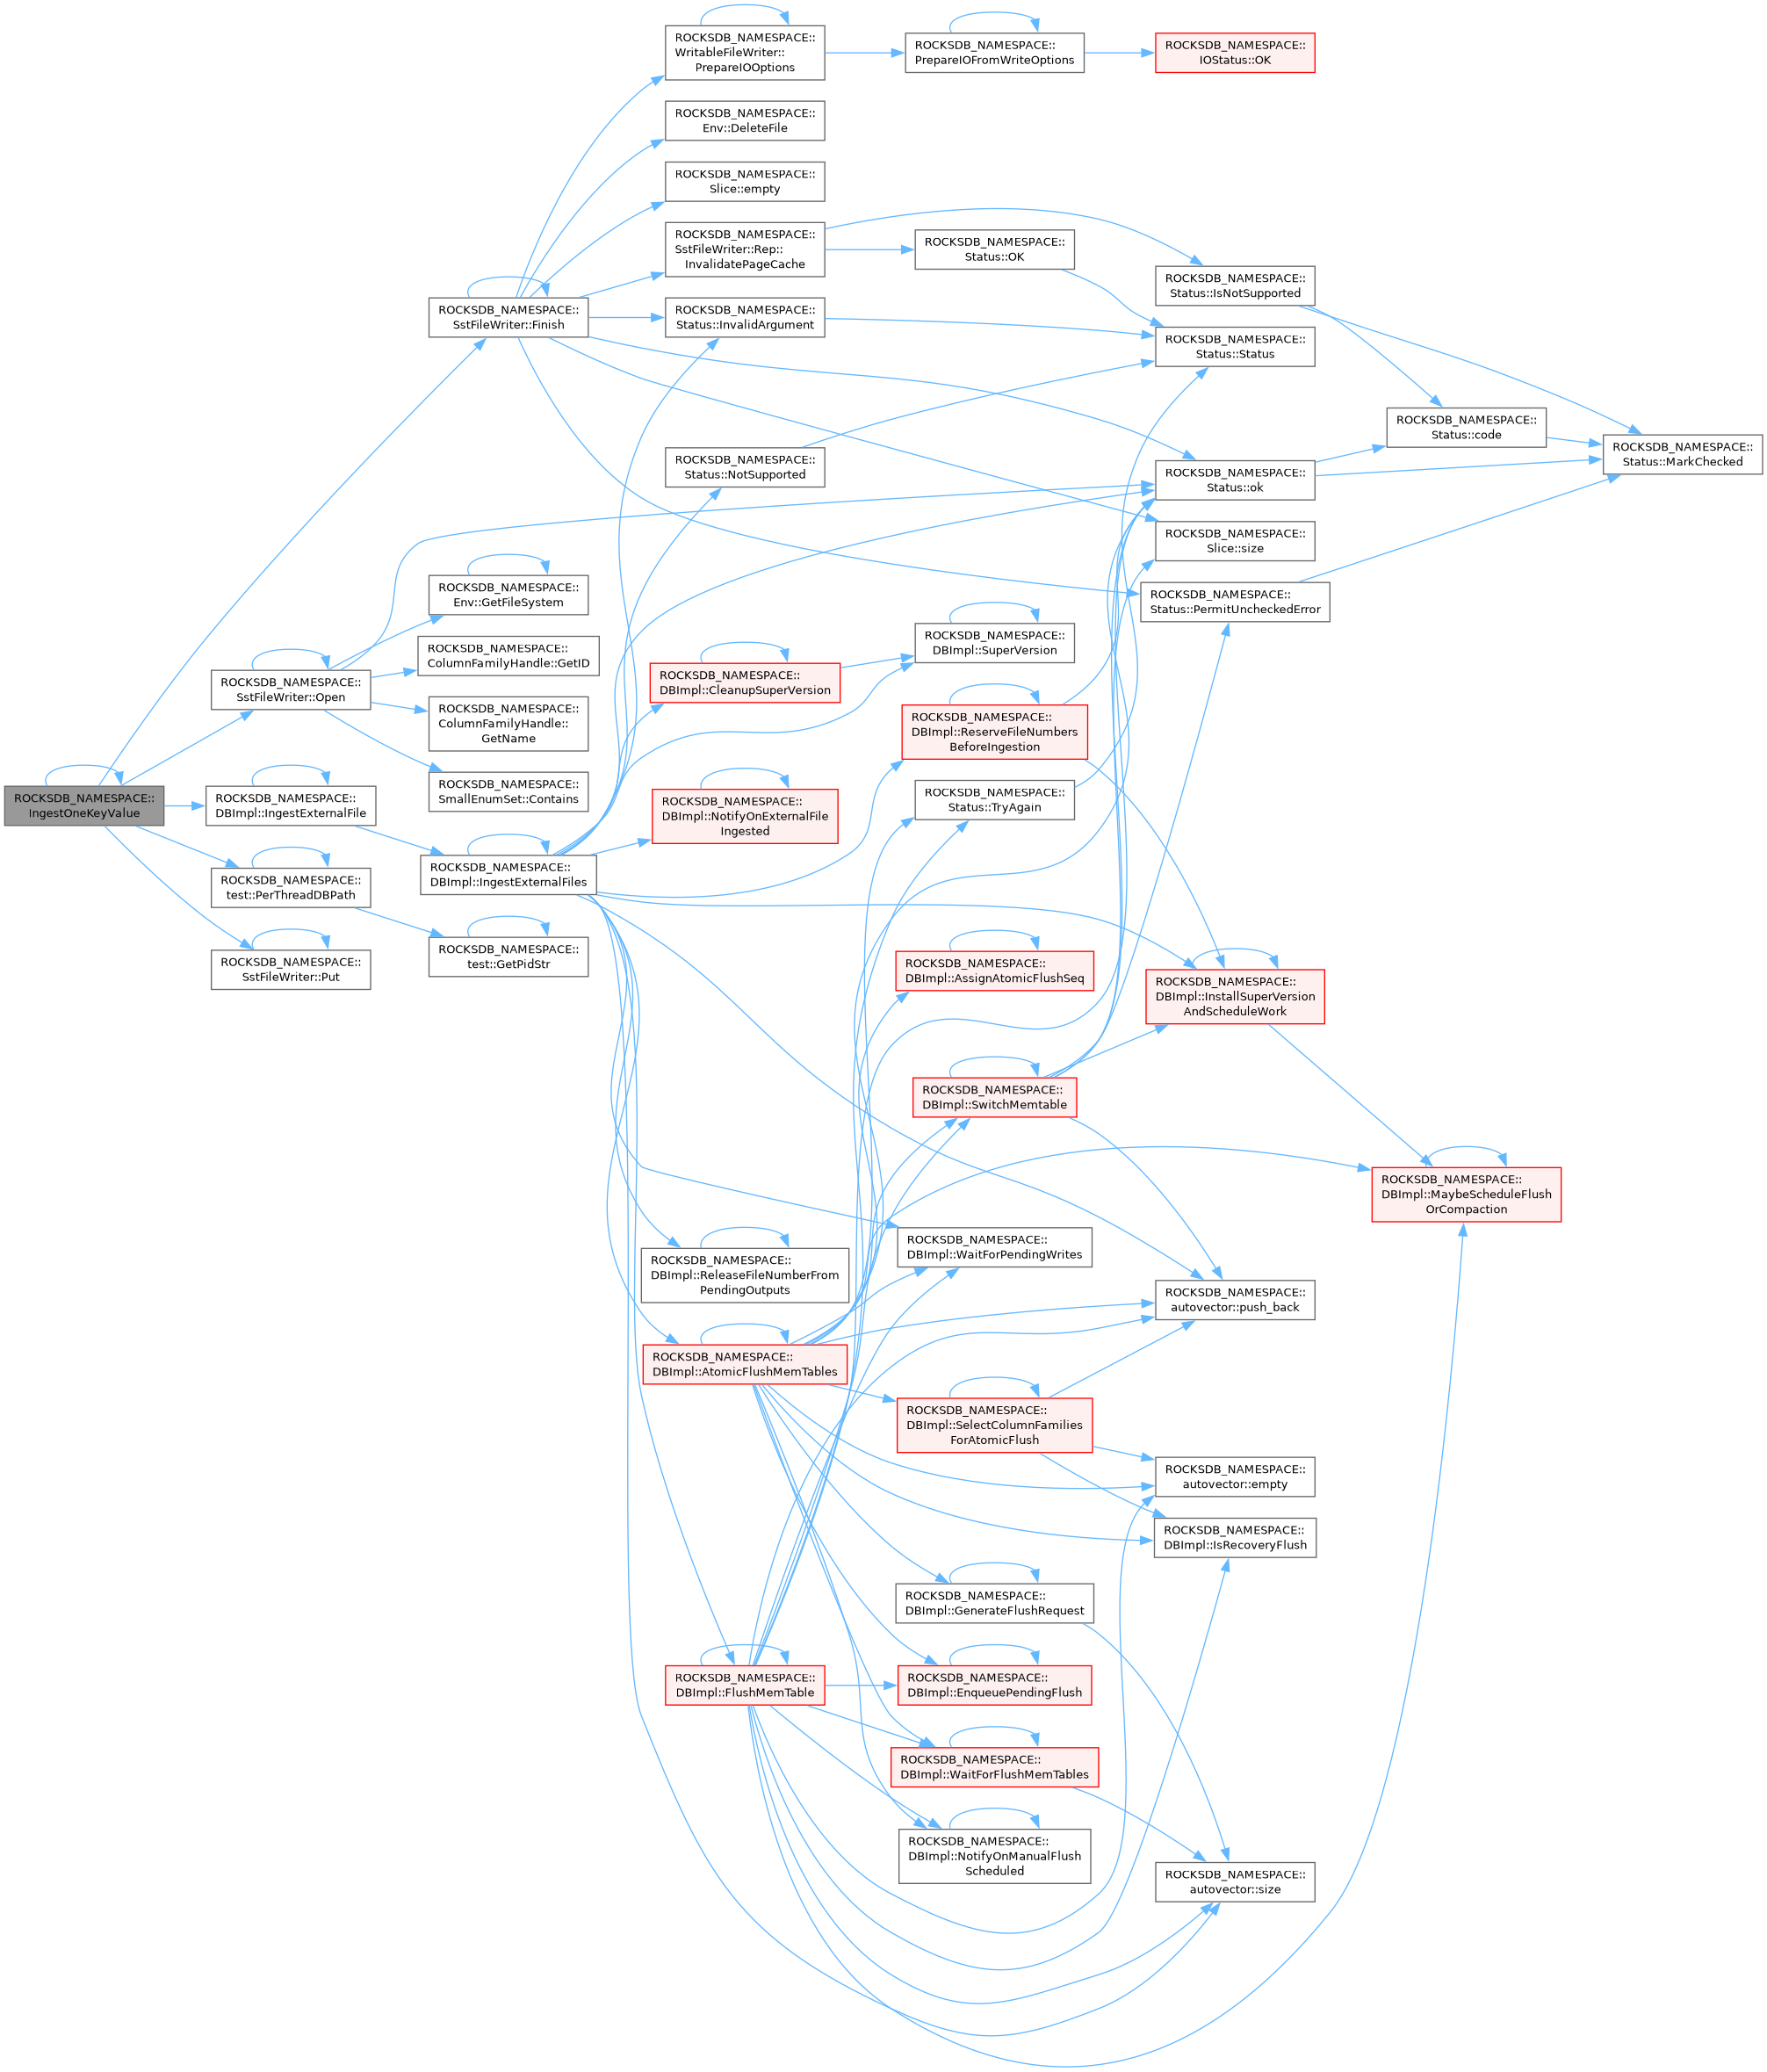 ROCKSDB_NAMESPACE::
IngestOneKeyValue
ROCKSDB_NAMESPACE::
SstFileWriter::Finish
ROCKSDB_NAMESPACE::
SstFileWriter::Open
ROCKSDB_NAMESPACE::
DBImpl::IngestExternalFile
ROCKSDB_NAMESPACE::
test::PerThreadDBPath
ROCKSDB_NAMESPACE::
SstFileWriter::Put
ROCKSDB_NAMESPACE::
Env::GetFileSystem
ROCKSDB_NAMESPACE::
ColumnFamilyHandle::GetID
ROCKSDB_NAMESPACE::
ColumnFamilyHandle::
GetName
ROCKSDB_NAMESPACE::
SmallEnumSet::Contains
ROCKSDB_NAMESPACE::
DBImpl::IngestExternalFiles
ROCKSDB_NAMESPACE::
test::GetPidStr
ROCKSDB_NAMESPACE::
WritableFileWriter::
PrepareIOOptions
ROCKSDB_NAMESPACE::
Env::DeleteFile
ROCKSDB_NAMESPACE::
Slice::empty
ROCKSDB_NAMESPACE::
SstFileWriter::Rep::
InvalidatePageCache
ROCKSDB_NAMESPACE::
Status::InvalidArgument
ROCKSDB_NAMESPACE::
Status::NotSupported
ROCKSDB_NAMESPACE::
DBImpl::CleanupSuperVersion
ROCKSDB_NAMESPACE::
DBImpl::NotifyOnExternalFile
Ingested
ROCKSDB_NAMESPACE::
DBImpl::ReleaseFileNumberFrom
PendingOutputs
ROCKSDB_NAMESPACE::
DBImpl::AtomicFlushMemTables
ROCKSDB_NAMESPACE::
DBImpl::FlushMemTable
ROCKSDB_NAMESPACE::
PrepareIOFromWriteOptions
ROCKSDB_NAMESPACE::
Status::OK
ROCKSDB_NAMESPACE::
DBImpl::SuperVersion
ROCKSDB_NAMESPACE::
DBImpl::ReserveFileNumbers
BeforeIngestion
ROCKSDB_NAMESPACE::
Status::TryAgain
ROCKSDB_NAMESPACE::
DBImpl::AssignAtomicFlushSeq
ROCKSDB_NAMESPACE::
DBImpl::SwitchMemtable
ROCKSDB_NAMESPACE::
DBImpl::WaitForPendingWrites
ROCKSDB_NAMESPACE::
DBImpl::SelectColumnFamilies
ForAtomicFlush
ROCKSDB_NAMESPACE::
DBImpl::GenerateFlushRequest
ROCKSDB_NAMESPACE::
DBImpl::EnqueuePendingFlush
ROCKSDB_NAMESPACE::
DBImpl::WaitForFlushMemTables
ROCKSDB_NAMESPACE::
DBImpl::NotifyOnManualFlush
Scheduled
ROCKSDB_NAMESPACE::
IOStatus::OK
ROCKSDB_NAMESPACE::
Status::IsNotSupported
ROCKSDB_NAMESPACE::
Status::Status
ROCKSDB_NAMESPACE::
Status::ok
ROCKSDB_NAMESPACE::
Slice::size
ROCKSDB_NAMESPACE::
Status::PermitUncheckedError
ROCKSDB_NAMESPACE::
DBImpl::InstallSuperVersion
AndScheduleWork
ROCKSDB_NAMESPACE::
autovector::push_back
ROCKSDB_NAMESPACE::
autovector::empty
ROCKSDB_NAMESPACE::
DBImpl::IsRecoveryFlush
ROCKSDB_NAMESPACE::
autovector::size
ROCKSDB_NAMESPACE::
Status::code
ROCKSDB_NAMESPACE::
DBImpl::MaybeScheduleFlush
OrCompaction
ROCKSDB_NAMESPACE::
Status::MarkChecked